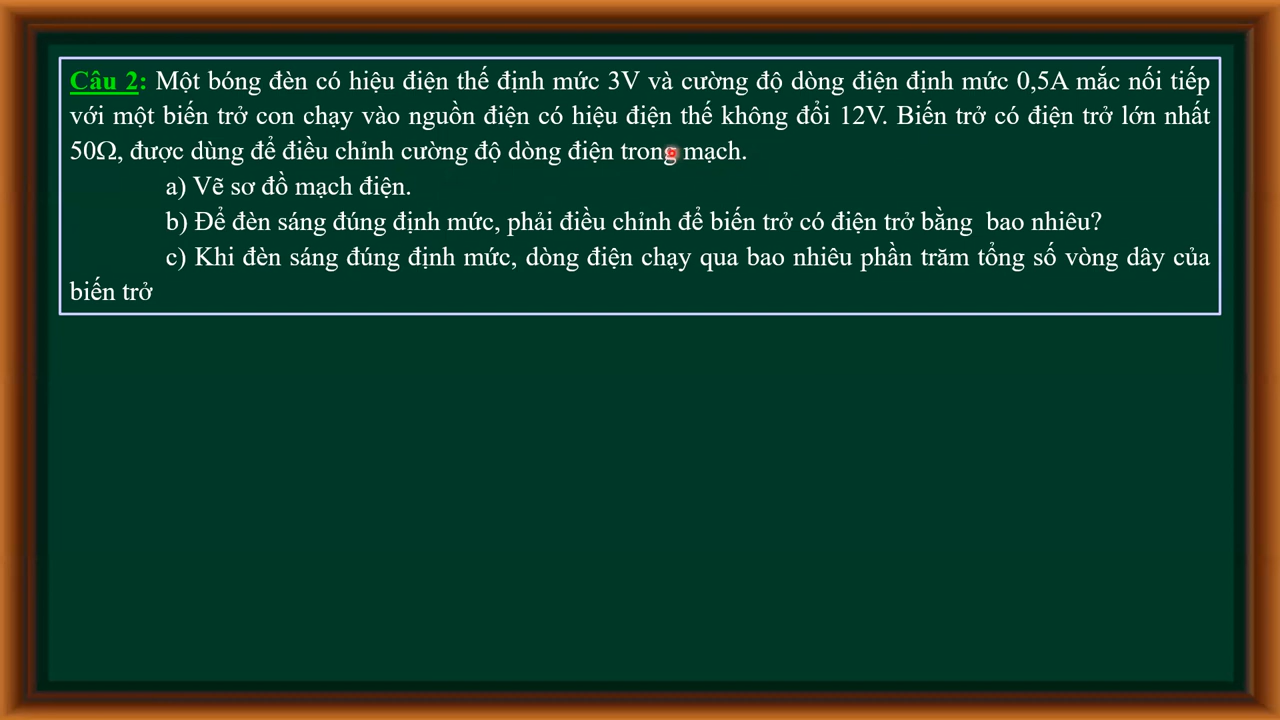 Câu 2: Một bóng đèn có hiệu điện thế định mức 3V và cường độ dòng điện định mức 0,5A mắc nối tiếp
với một biến trở con chạy vào nguồn điện có hiệu điện thế không đổi 12V. Biến trở có điện trở lớn nhất
50Ω, được dùng để điều chỉnh cường độ dòng điện trong mạch.
a) Vẽ sơ đồ mạch điện.
b) Để đèn sáng đúng định mức, phải điều chỉnh để biến trở có điện trở bằng  bao nhiêu?
c) Khi đèn sáng đúng định mức, dòng điện chạy qua bao nhiêu phần trăm tổng số vòng dây của
biến trở